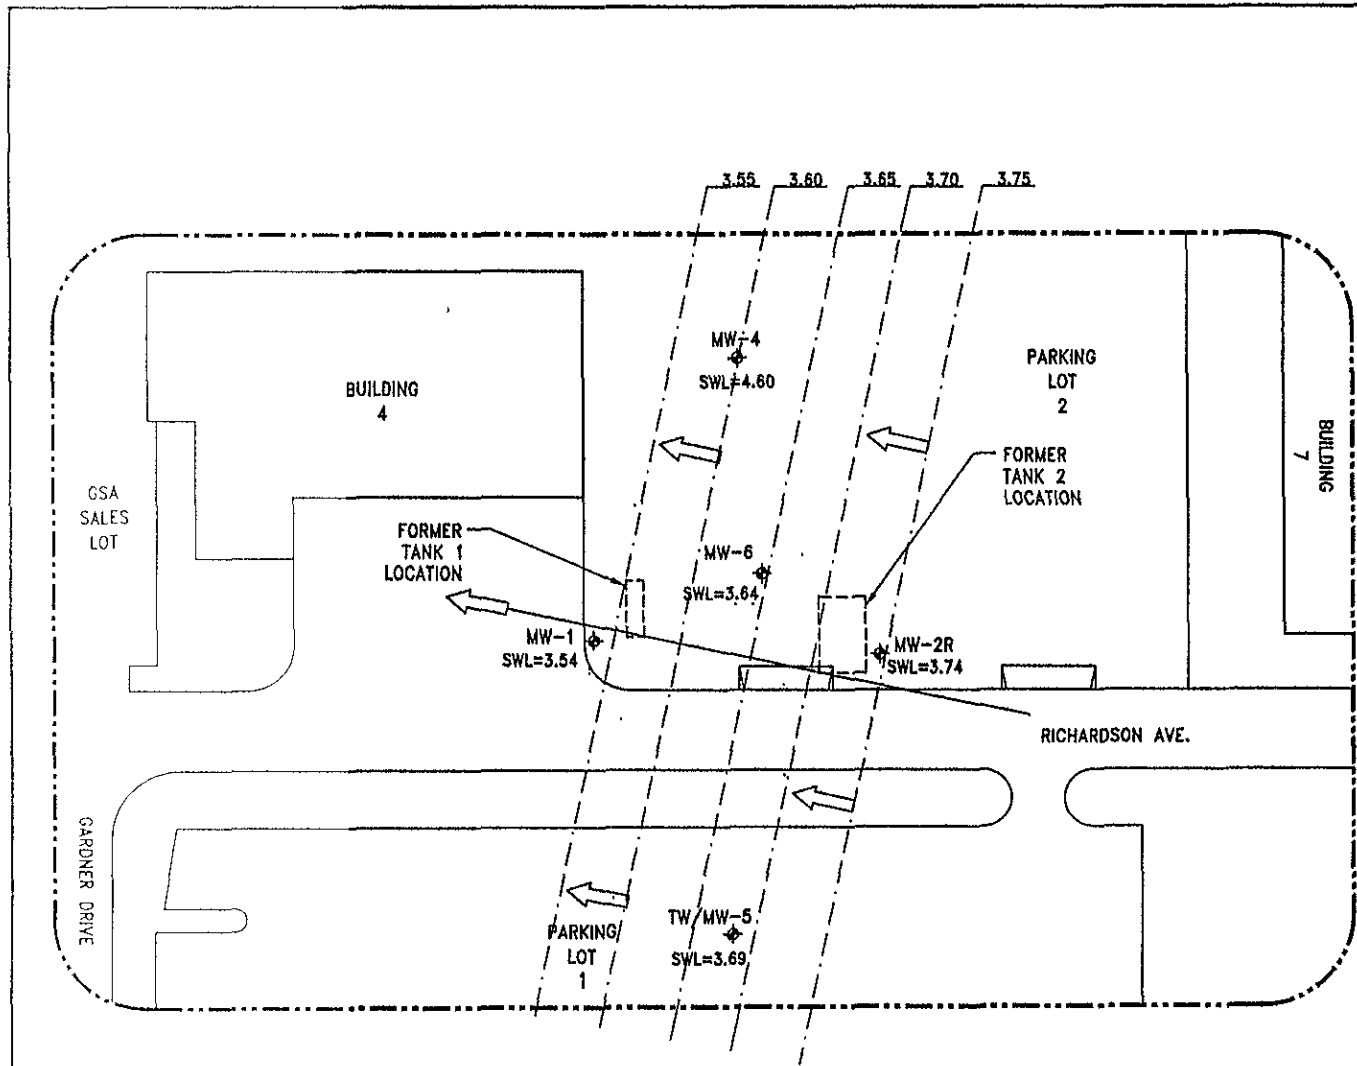 3.55 3.60 3.65 3.70 3.75
MW-4
SWL=4.60
PARKING
LOT
2
BUILDING
4
BUILDING
7
FORMER
TANK 2
LOCATION
GSA
SALES
LOT
FORMER
TANK 1
LOCATION
MW-6
SWL=3.64
MW-1
SWL=3.54
MW-2R
SWL=3.74
RICHARDSON AVE.
GARDNER DRIVE
TW/MW-5
SWL=3.69
PARKING
LOT
1